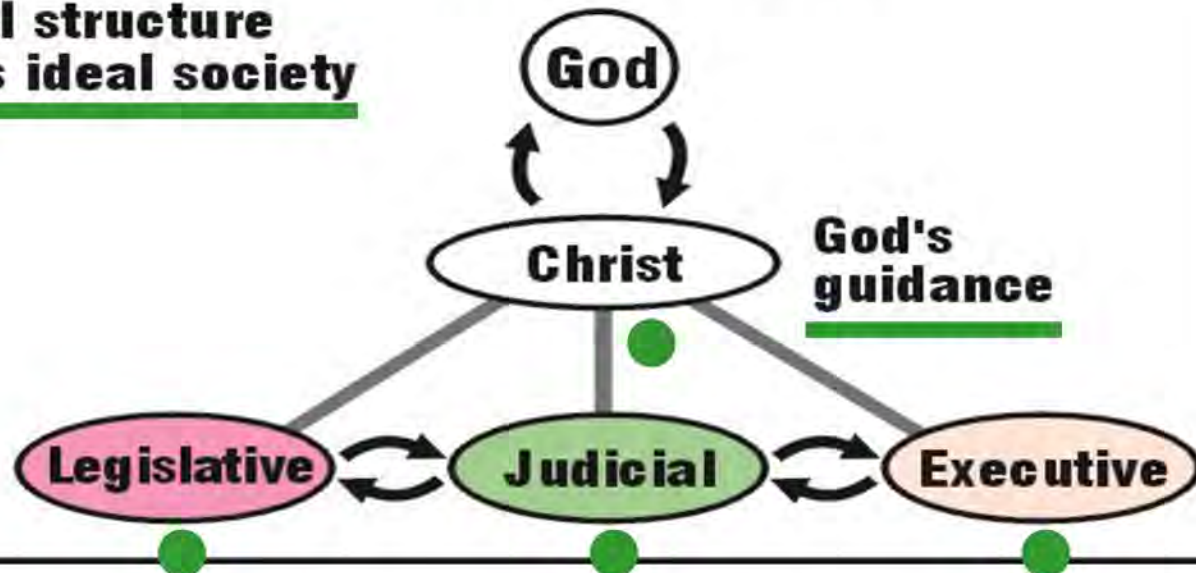 structure
ideal society
God
Christ
God's
guidance
Legislative
Judicial
Executive